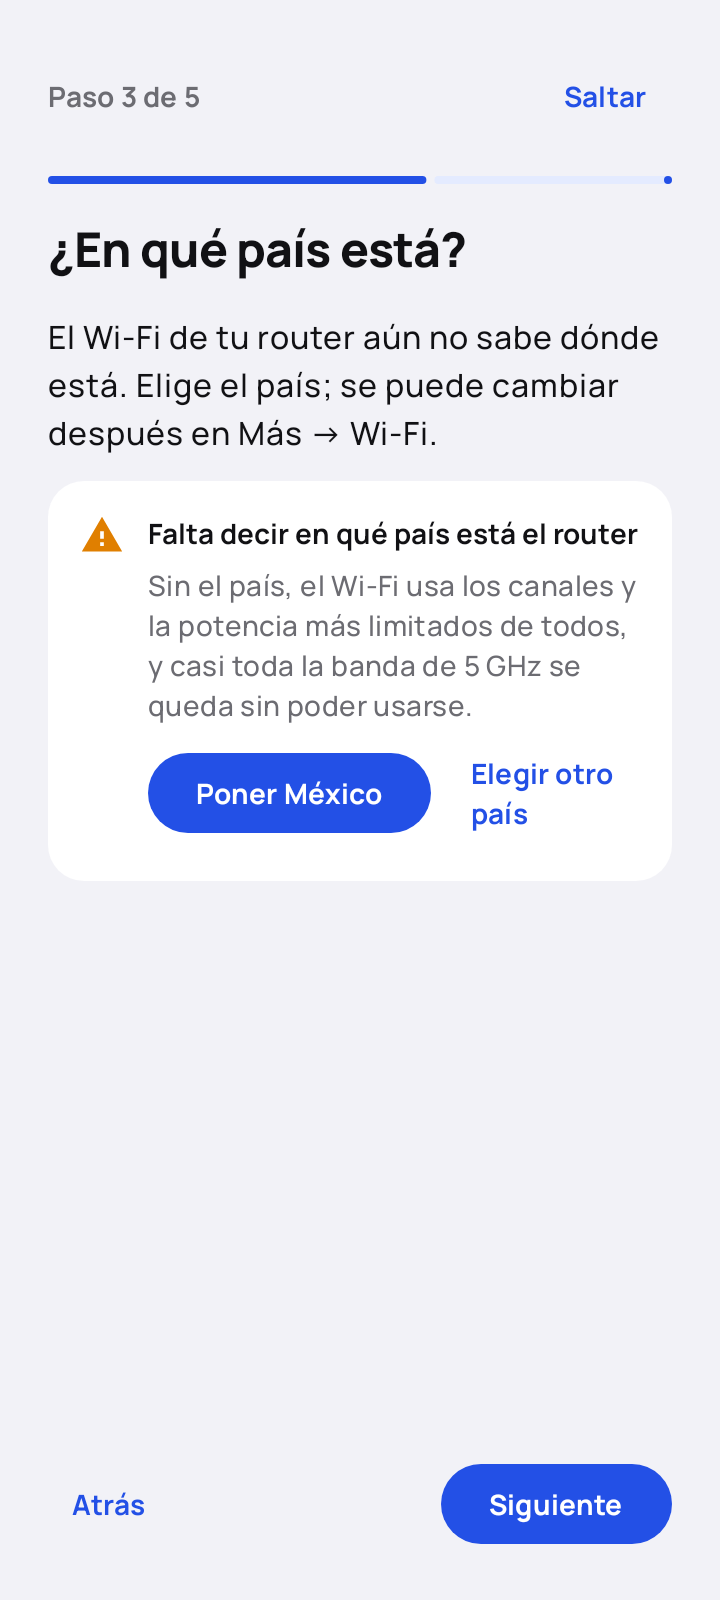 Paso 3 de 5
Saltar
¿En qué país está?
El Wi-Fi de tu router aún no sabe dónde
está. Elige el país; se puede cambiar
después en Más → Wi-Fi.
Falta decir en qué país está el router
Sin el país, el Wi-Fi usa los canales y
la potencia más limitados de todos,
y casi toda la banda de 5 GHz se
queda sin poder usarse.
Poner México
Elegir otro
país
Atrás
Siguiente